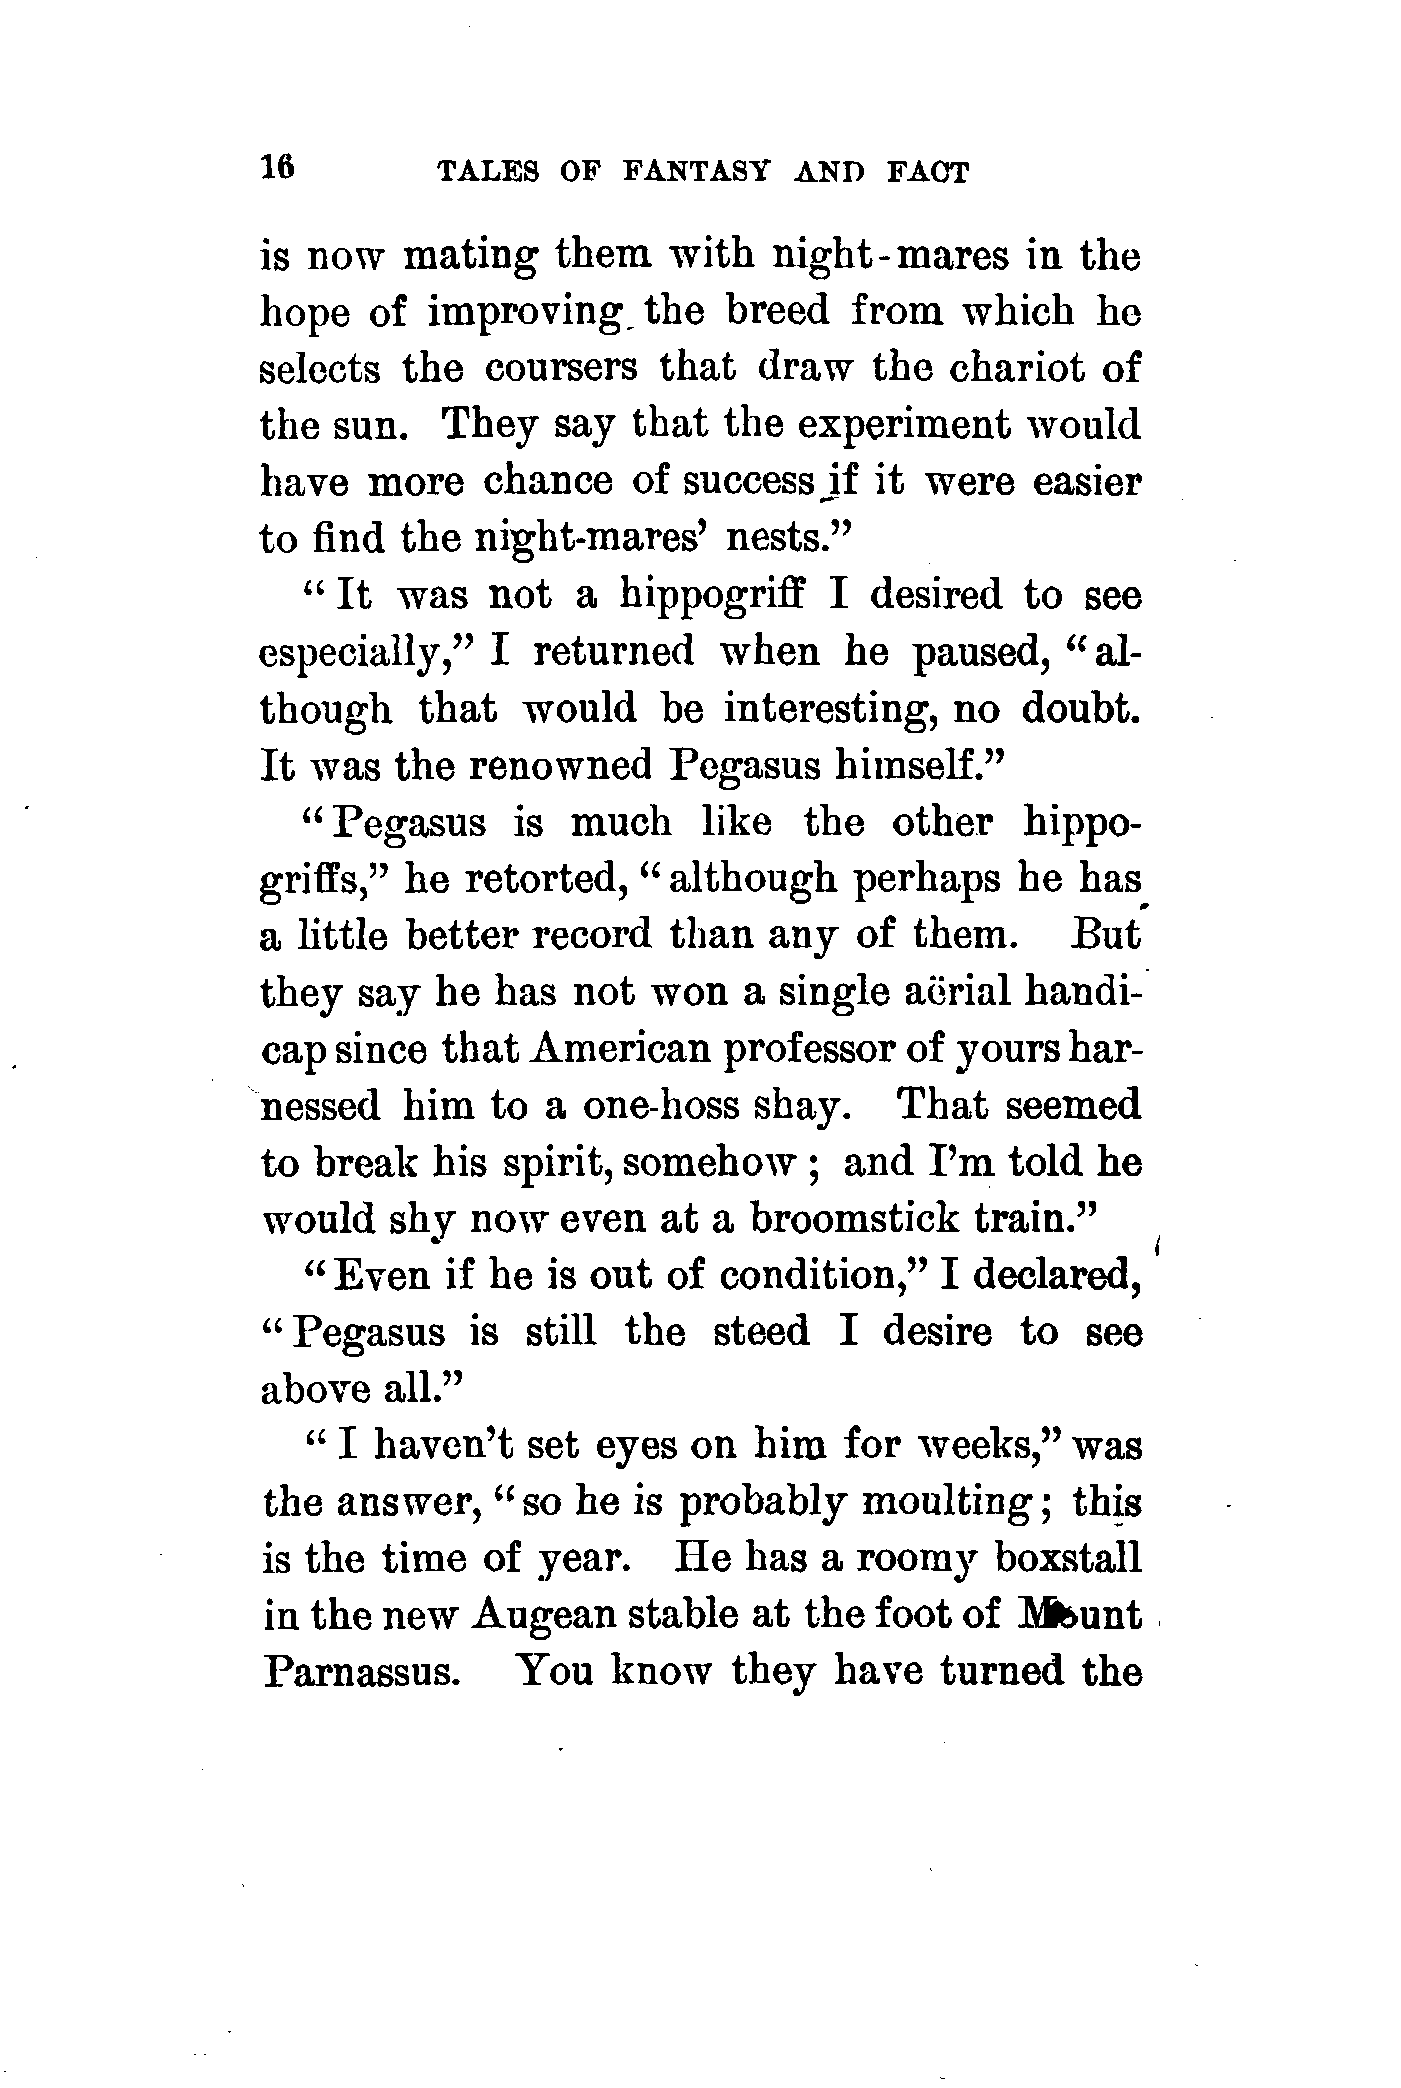 16 TALES OF FANTASY AND FACT
is now mating them with night-mares in the
hope of improving the breed from which he
selects the coursers that draw the chariot of
the sun. They say that the experiment would
have more chance of success if it were easier
to find the night-mares’ nests.”
“It was not a hippogriff I desired to see
especially,” I returned when he paused, “al-
though that would be interesting, no doubt.
It was the renowned Pegasus himself.”
“Pegasus is much like the other hippo-
griffs,” he retorted, “although perhaps he has
a little better record than any of them. But
they say he has not won a single aërial handi-
cap since that American professor of yours har-
nessed him to a one-hoss shay. That seemed
to break his spirit, somehow; and I’m told he
would shy now even at a broomstick train.”
“Even if he is out of condition,” I declared,
“Pegasus is still the steed I desire to see
above all.”
“I haven’t set eyes on him for weeks,” was
the answer, “so he is probably moulting; this
is the time of year. He has a roomy boxstall
in the new Augean stable at the foot of Mount
Parnassus. You know they have turned the